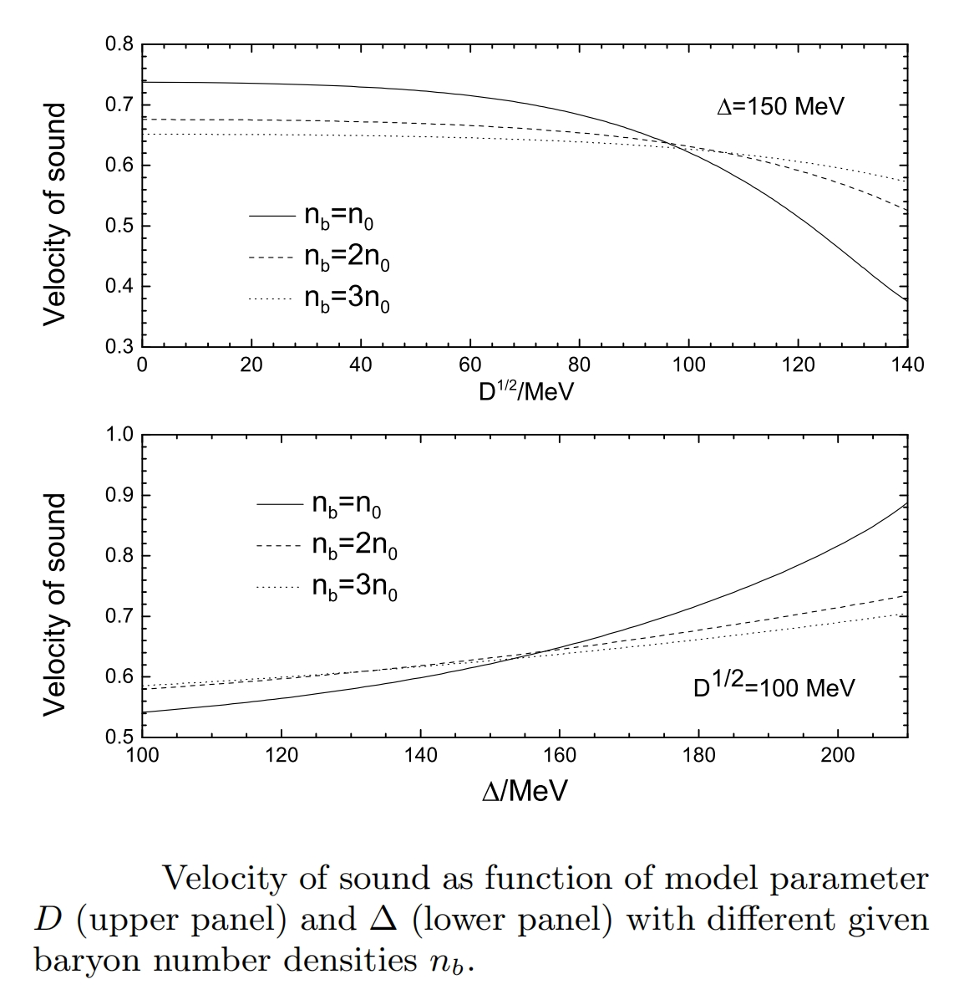 0.8
0.7
0.6
0.5
0.4
0.3
Velocity of sound
Δ=150 MeV
n_b=n_0
n_b=2n_0
n_b=3n_0
0 20 40 60 80 100 120 140
D^{1/2}/MeV
1.0
0.9
0.8
0.7
0.6
0.5
Velocity of sound
n_b=n_0
n_b=2n_0
n_b=3n_0
D^{1/2}=100 MeV
100 120 140 160 180 200
Δ/MeV
Velocity of sound as function of model parameter
D (upper panel) and Δ (lower panel) with different given
baryon number densities n_b.